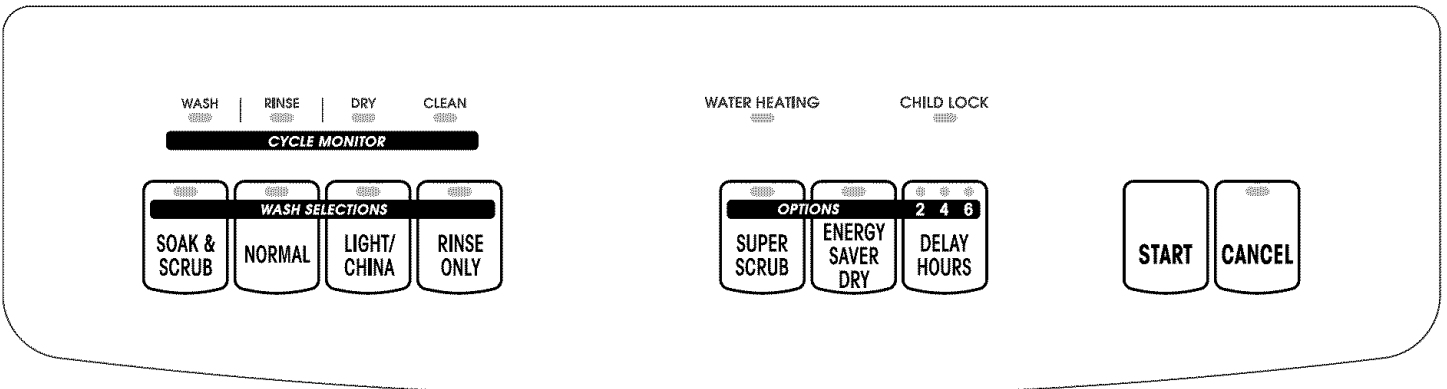 WASH | RINSE | DRY CLEAN
CYCLE MONITOR
WASH SELECTIONS
SOAK &
SCRUB
NORMAL
LIGHT/
CHINA
RINSE
ONLY
WATER HEATING
CHILD LOCK
OPTIONS
2 4 6
SUPER
SCRUB
ENERGY
SAVER
DRY
DELAY
HOURS
START
CANCEL